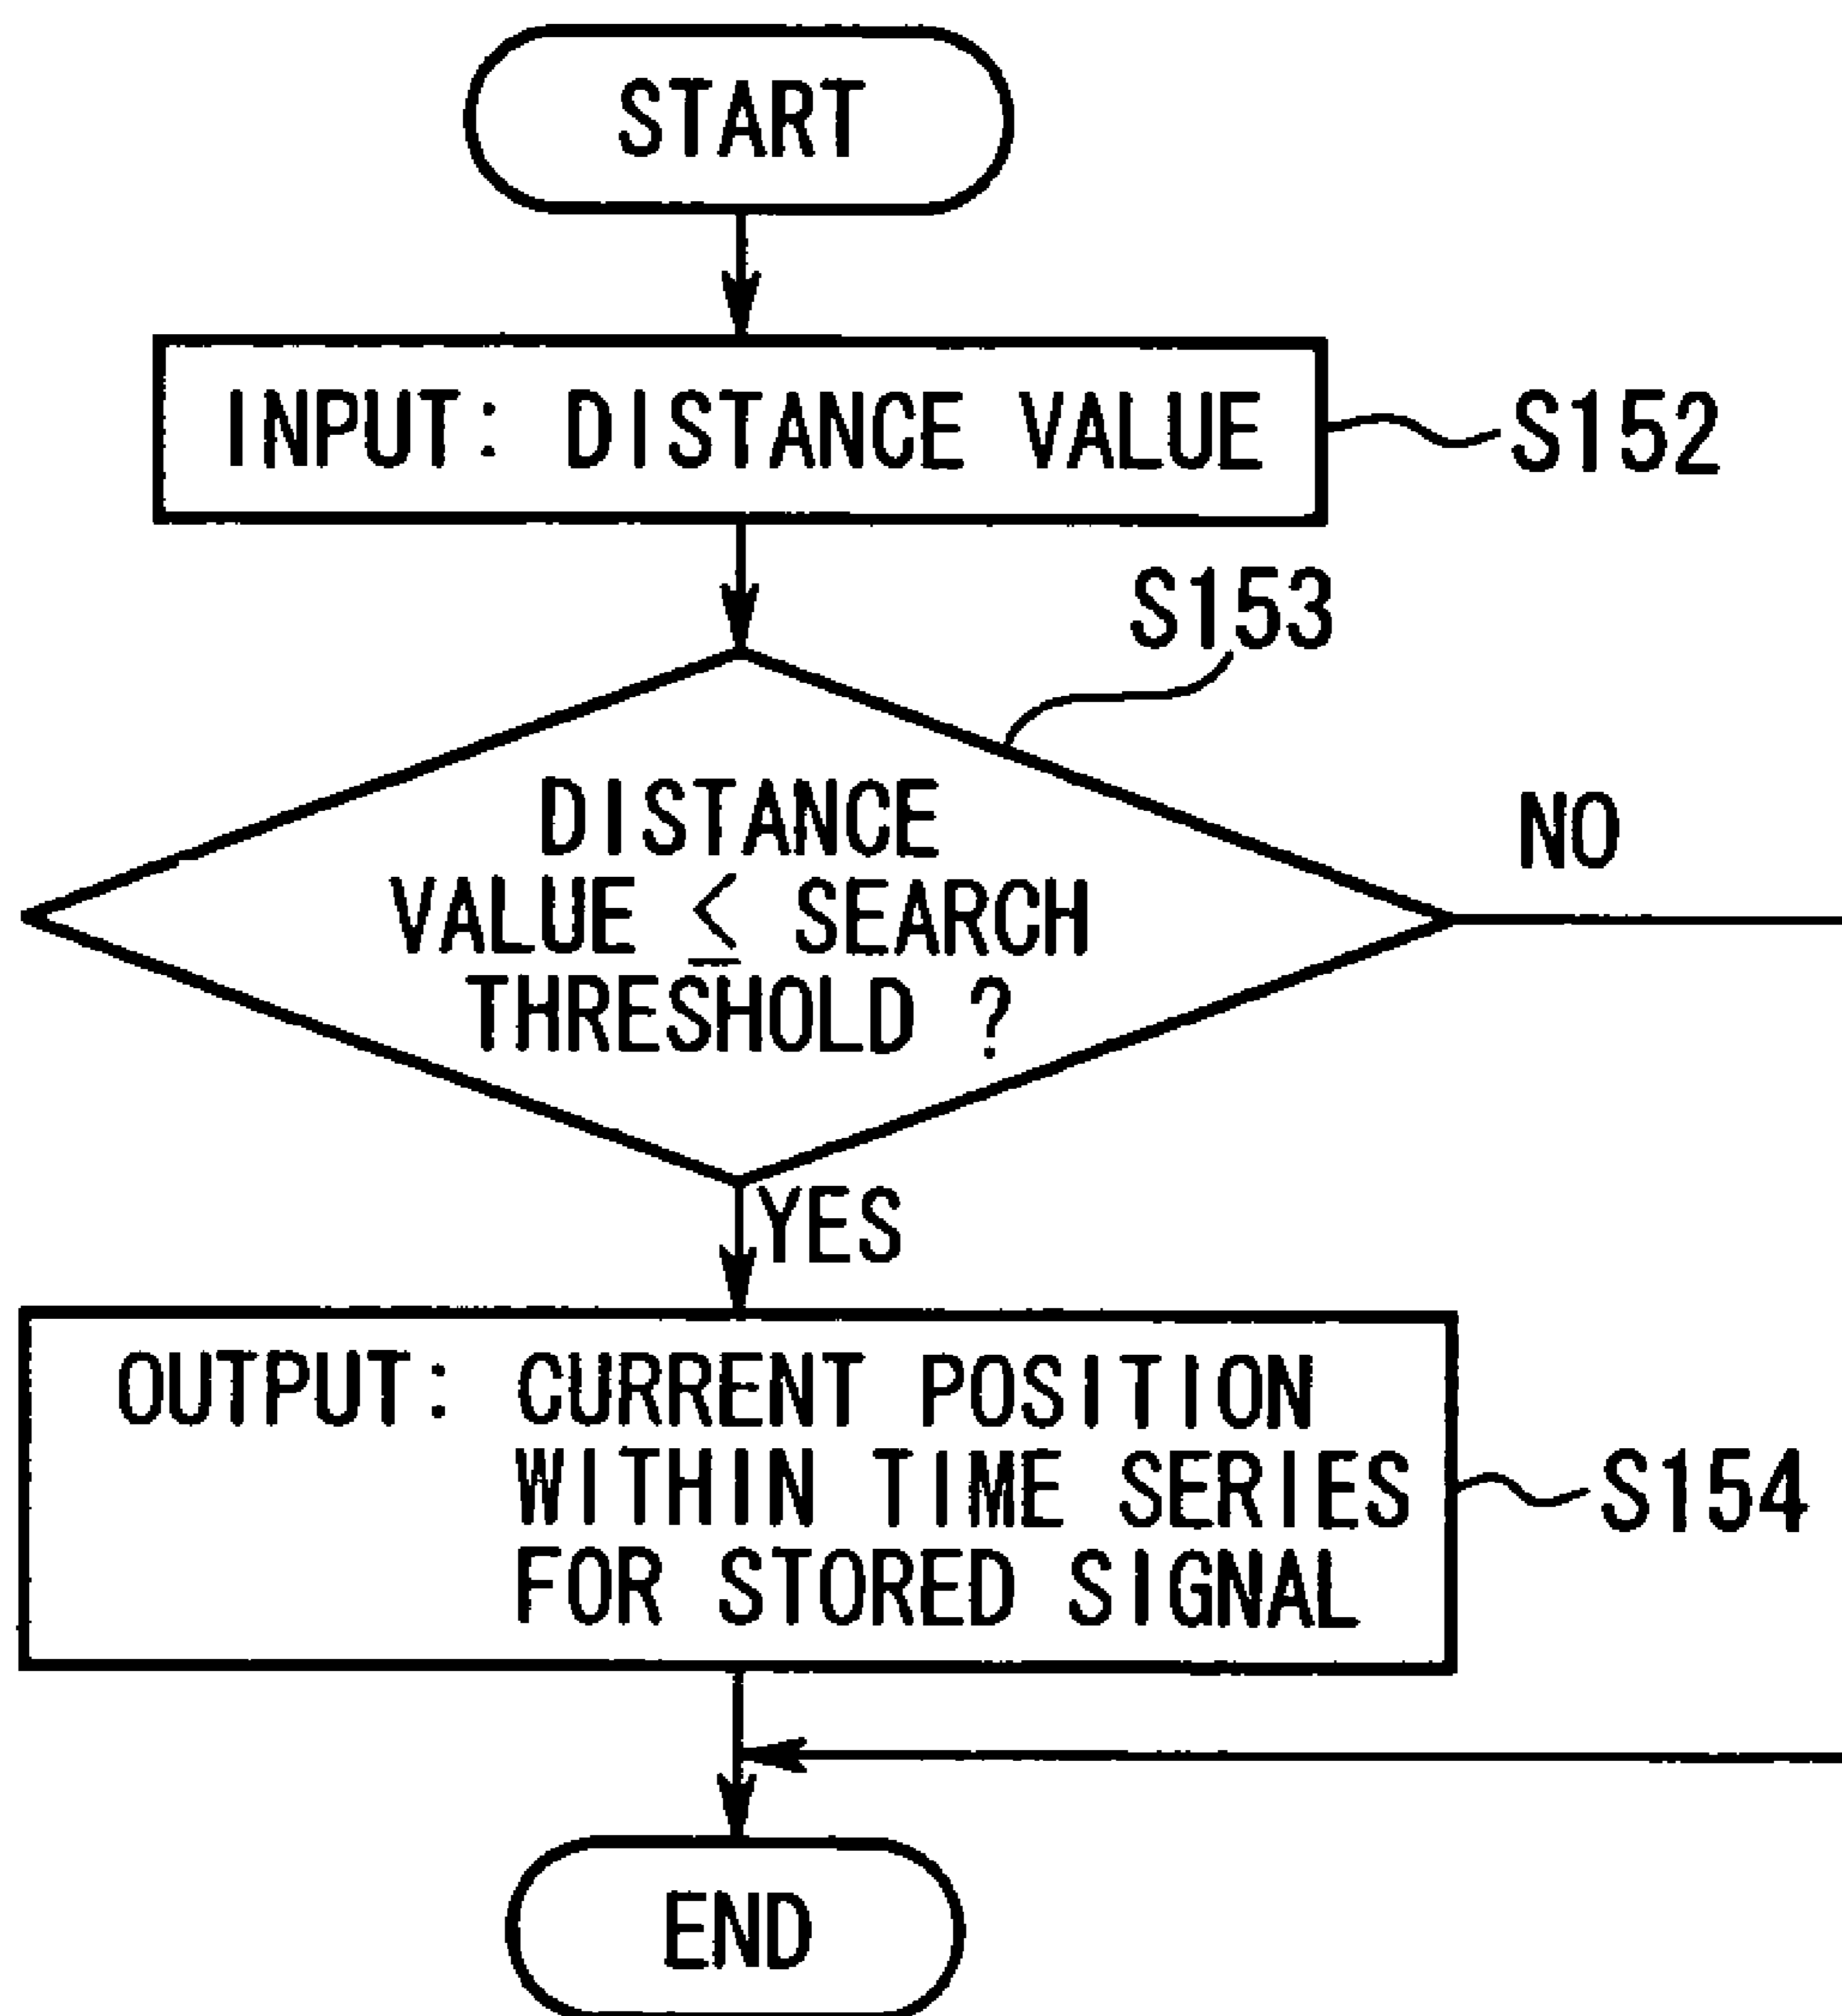 START
INPUT: DISTANCE VALUE
S152
S153
DISTANCE
VALUE ≤ SEARCH
THRESHOLD ?
NO
YES
OUTPUT: CURRENT POSITION
WITHIN TIME SERIES
FOR STORED SIGNAL
S154
END